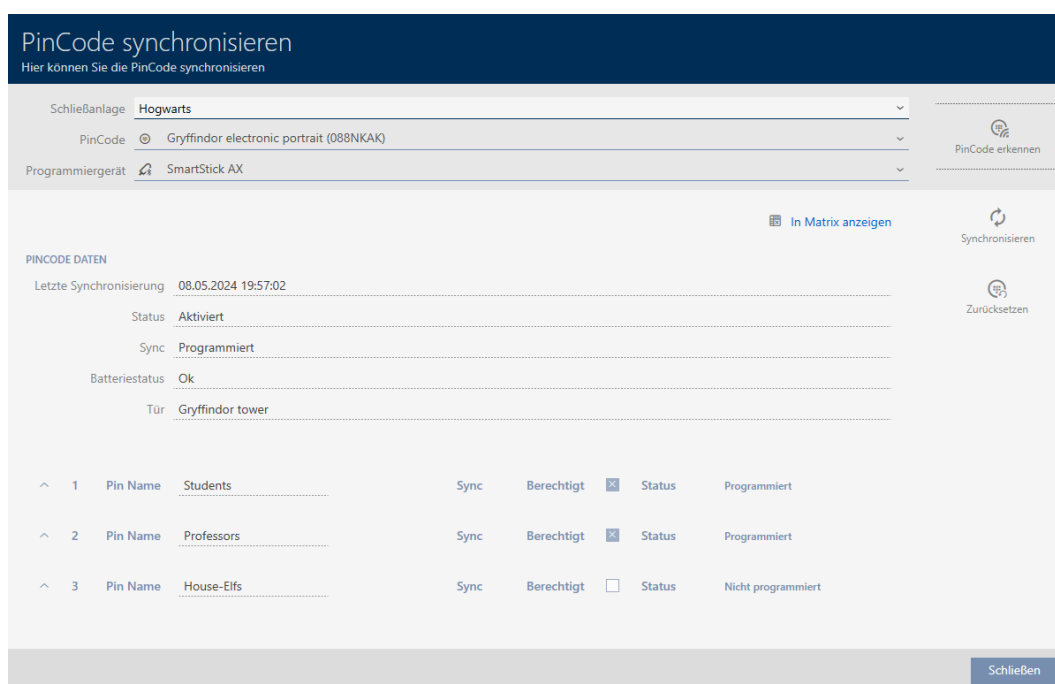 PinCode synchronisieren
Hier können Sie die PinCode synchronisieren
Schließanlage Hogwarts
PinCode Gryffindor electronic portrait (088NKAK)
Programmiergerät SmartStick AX
PinCode erkennen
In Matrix anzeigen
Synchronisieren
Zurücksetzen
PINCODE DATEN
Letzte Synchronisierung 08.05.2024 19:57:02
Status Aktiviert
Sync Programmiert
Batteriestatus Ok
Tür Gryffindor tower
1 Pin Name Students Sync Berechtigt Status Programmiert
2 Pin Name Professors Sync Berechtigt Status Programmiert
3 Pin Name House-Elfs Sync Berechtigt Status Nicht programmiert
Schließen